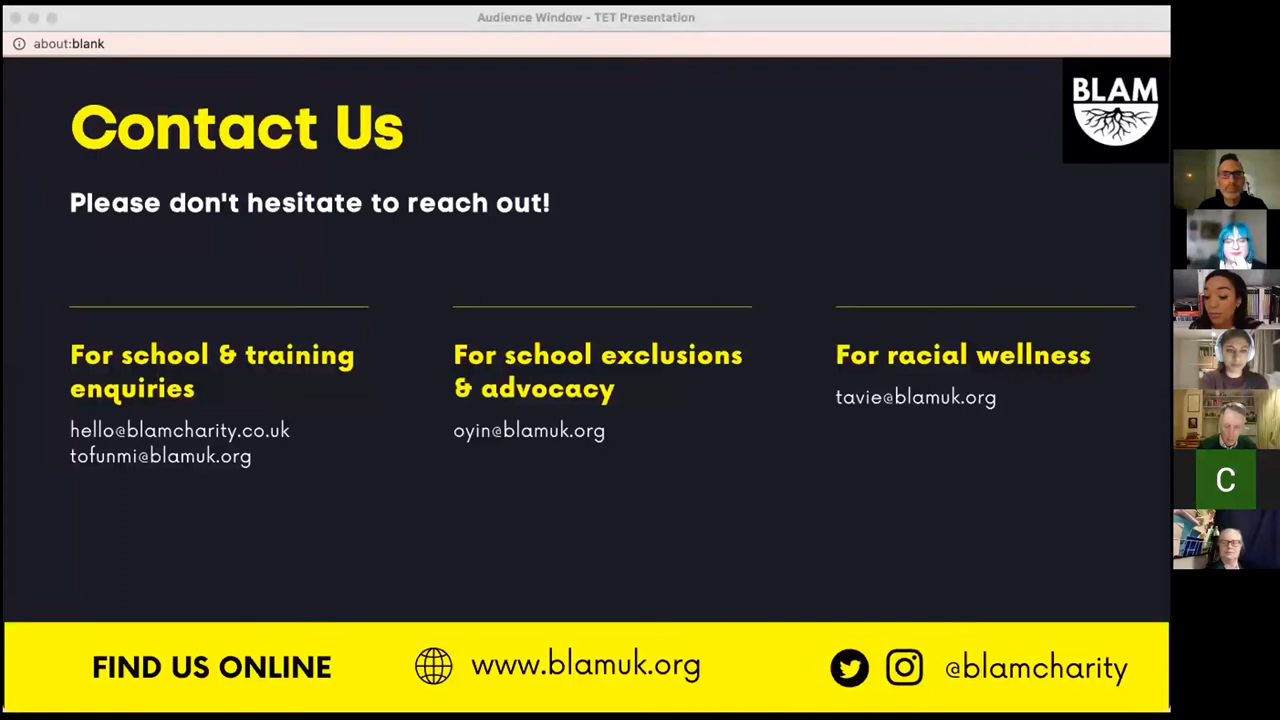 Audience Window - TET Presentation
about:blank
BLAM
Contact Us
Please don't hesitate to reach out!
For school & training
enquiries
hello@blamcharity.co.uk
tofunmi@blamuk.org
For school exclusions
& advocacy
oyin@blamuk.org
For racial wellness
tavie@blamuk.org
C
FIND US ONLINE
www.blamuk.org
@blamcharity